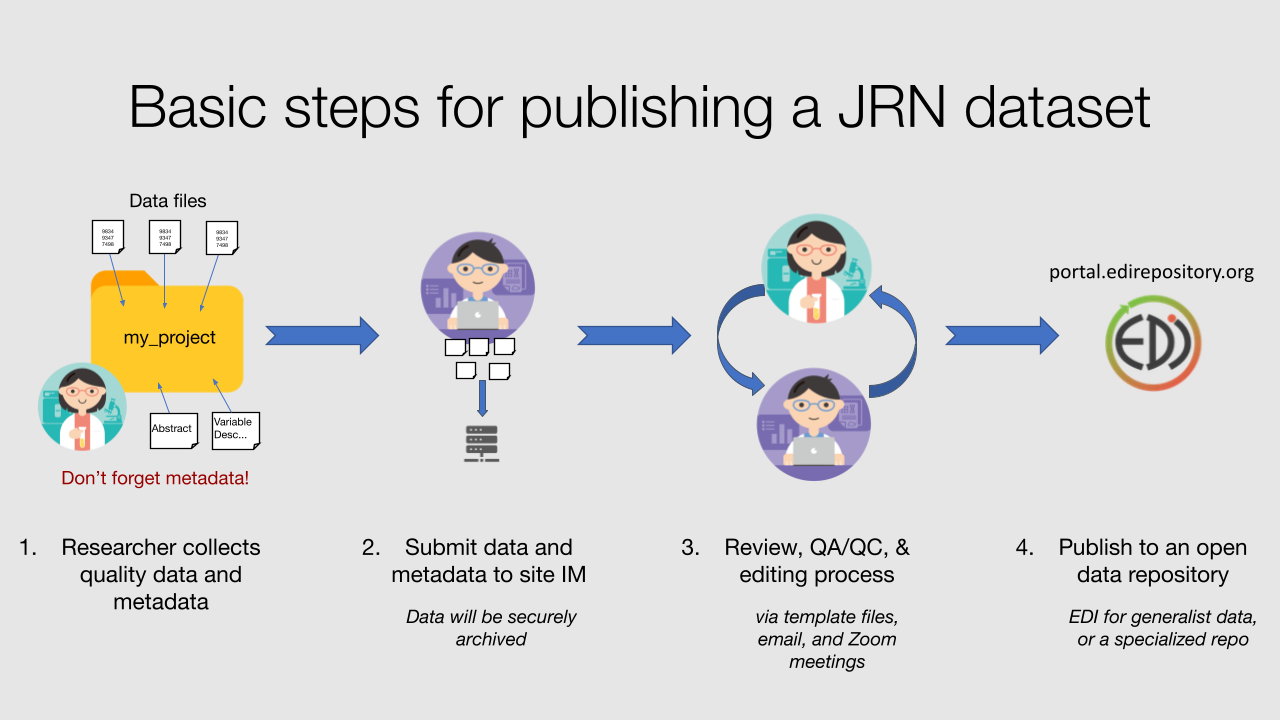 Basic steps for publishing a JRN dataset
Data files
9834
9347
7498
9834
9347
7498
9834
9347
7498
my_project
Abstract
Variable
Desc...
Don't forget metadata!
portal.edirepository.org
EDI
1. Researcher collects
quality data and
metadata
2. Submit data and
metadata to site IM
Data will be securely
archived
3. Review, QA/QC, &
editing process
via template files,
email, and Zoom
meetings
4. Publish to an open
data repository
EDI for generalist data,
or a specialized repo